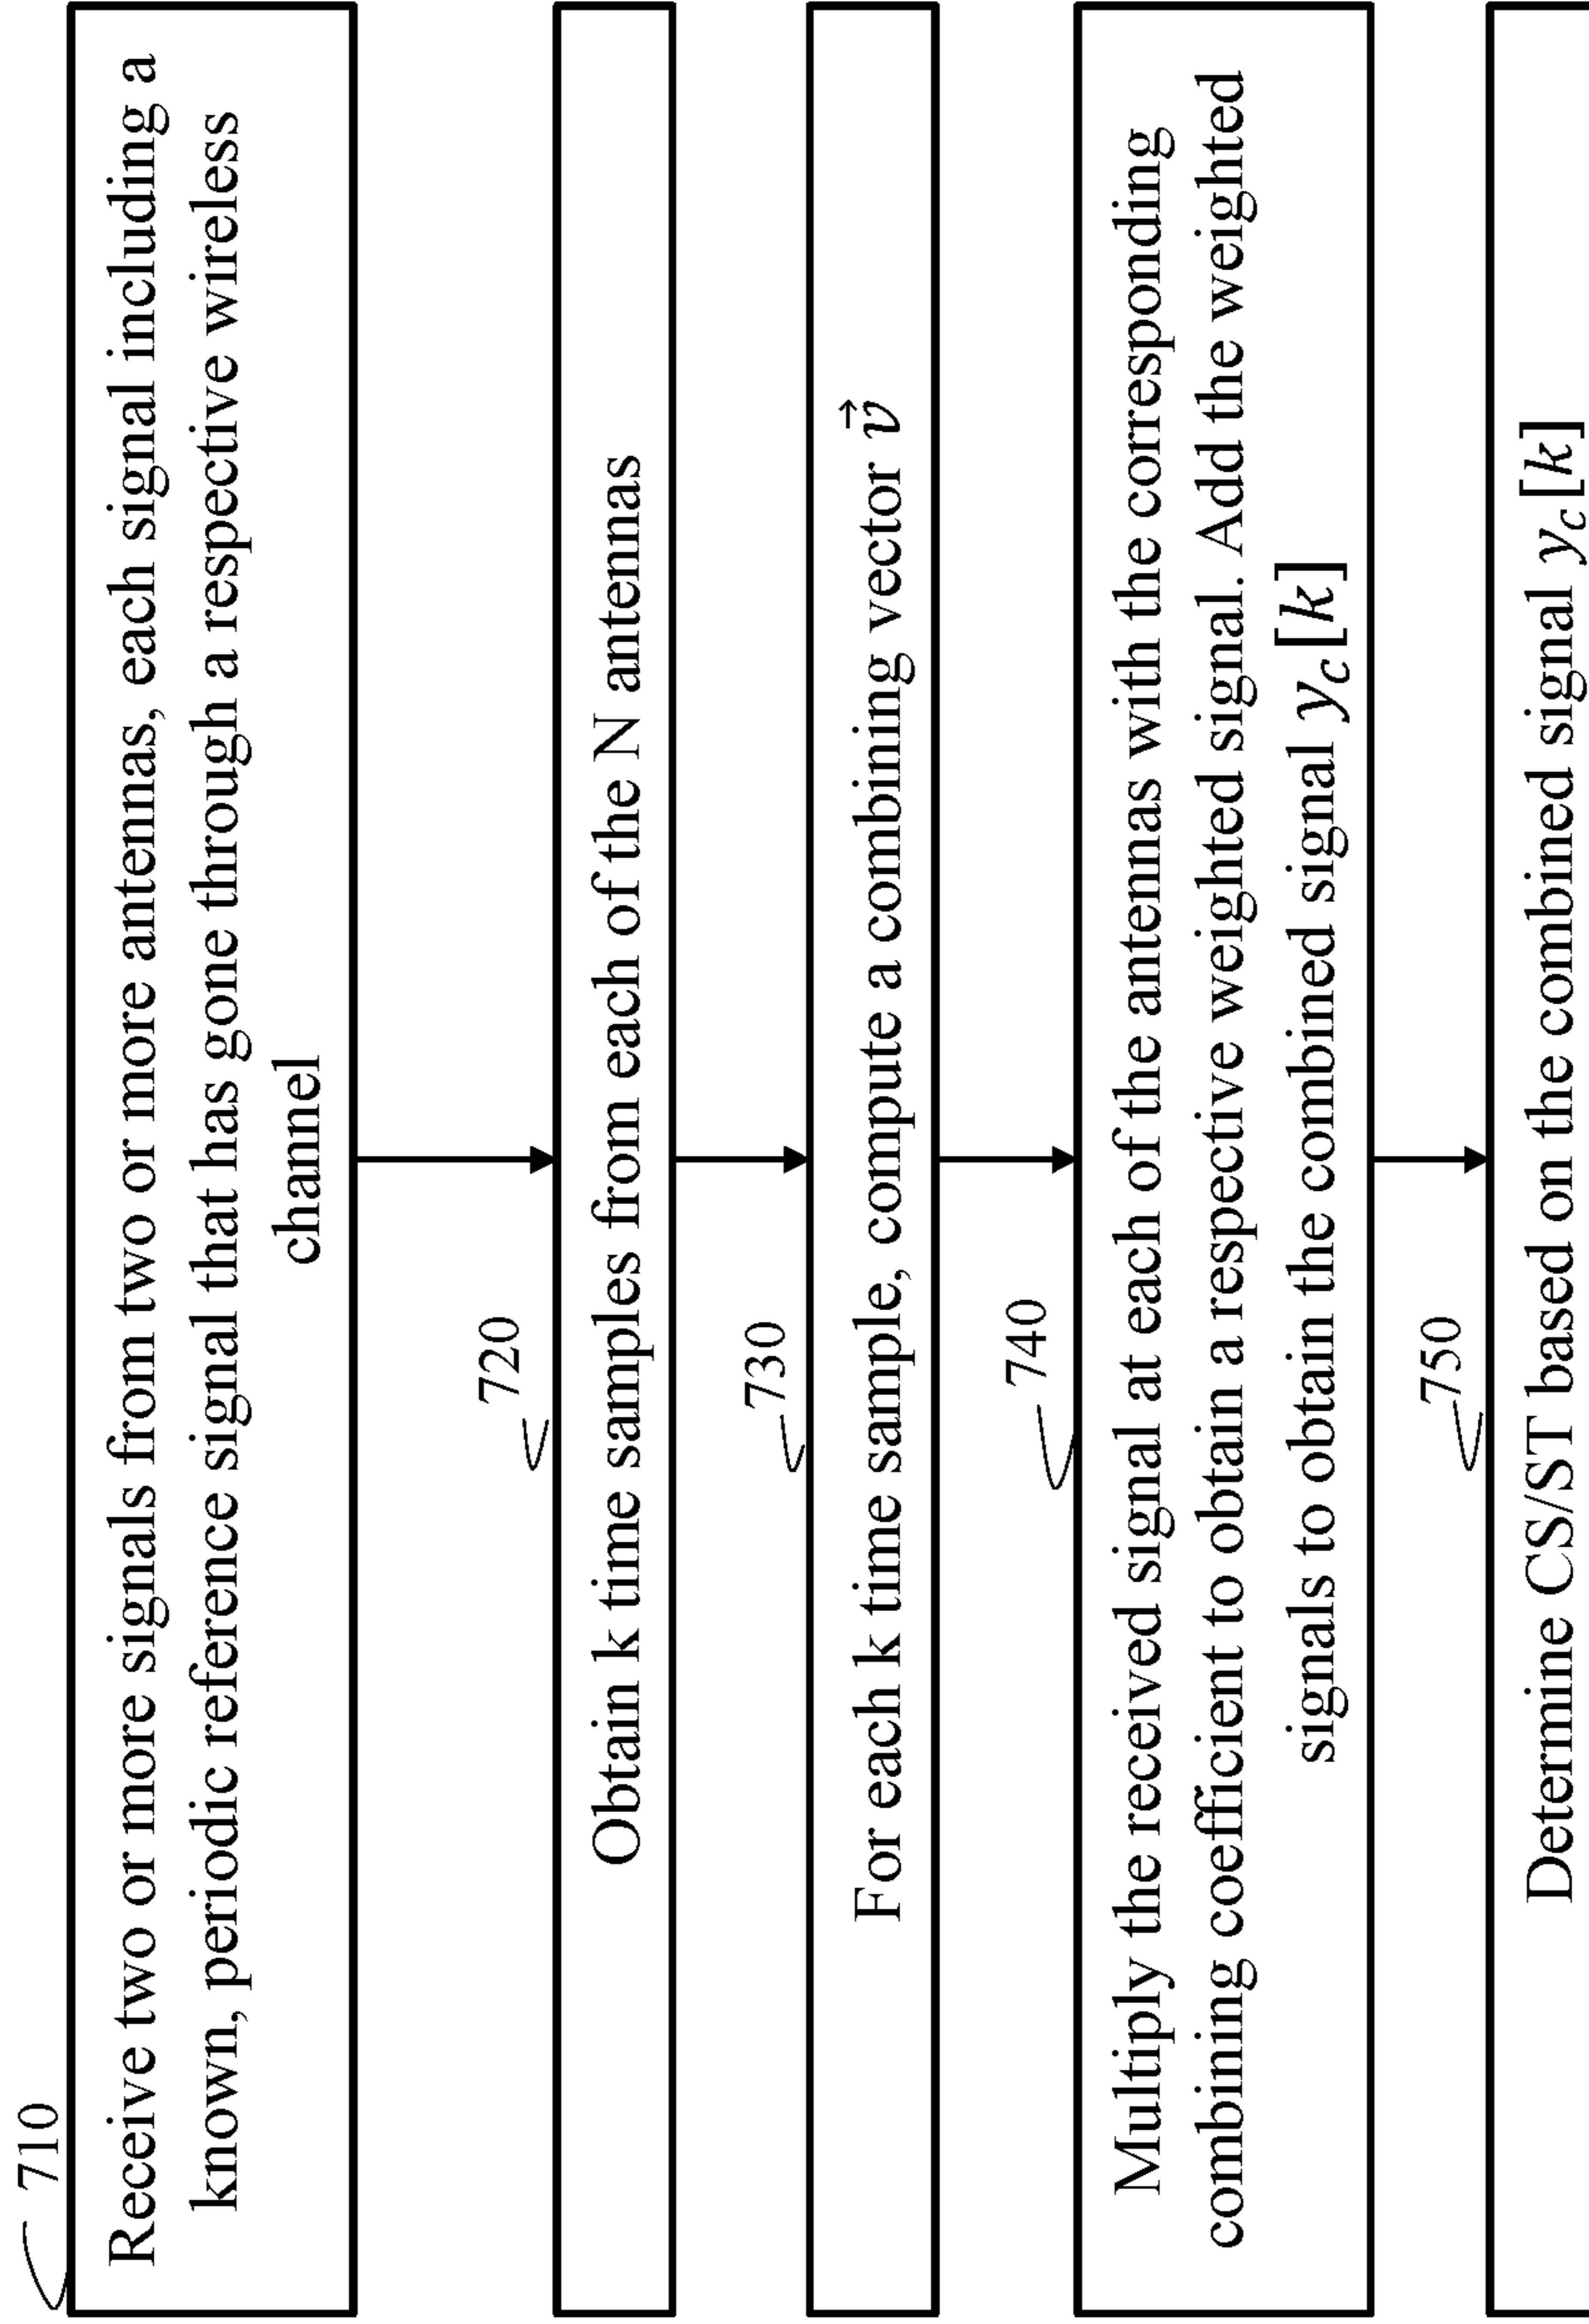 710
Receive two or more signals from two or more antennas, each signal including a
known, periodic reference signal that has gone through a respective wireless
channel
720
Obtain k time samples from each of the N antennas
730
For each k time sample, compute a combining vector v⃗
740
Multiply the received signal at each of the antennas with the corresponding
combining coefficient to obtain a respective weighted signal. Add the weighted
signals to obtain the combined signal y_c[k]
750
Determine CS/ST based on the combined signal y_c[k]